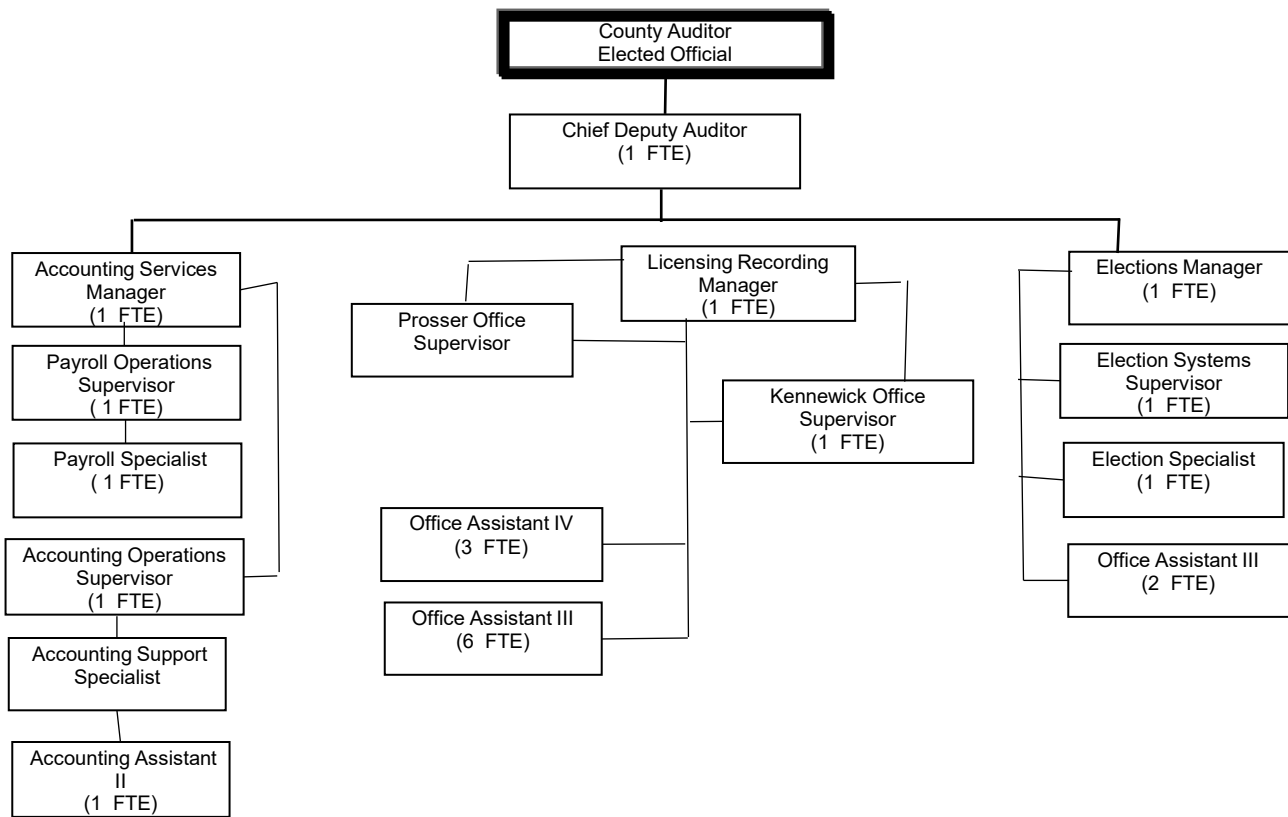 County Auditor
Elected Official
Chief Deputy Auditor
(1 FTE)
Accounting Services
Manager
(1 FTE)
Payroll Operations
Supervisor
( 1 FTE)
Payroll Specialist
( 1 FTE)
Accounting Operations
Supervisor
(1 FTE)
Accounting Support
Specialist
Accounting Assistant
II
(1 FTE)
Licensing Recording
Manager
(1 FTE)
Prosser Office
Supervisor
Kennewick Office
Supervisor
(1 FTE)
Office Assistant IV
(3 FTE)
Office Assistant III
(6 FTE)
Elections Manager
(1 FTE)
Election Systems
Supervisor
(1 FTE)
Election Specialist
(1 FTE)
Office Assistant III
(2 FTE)